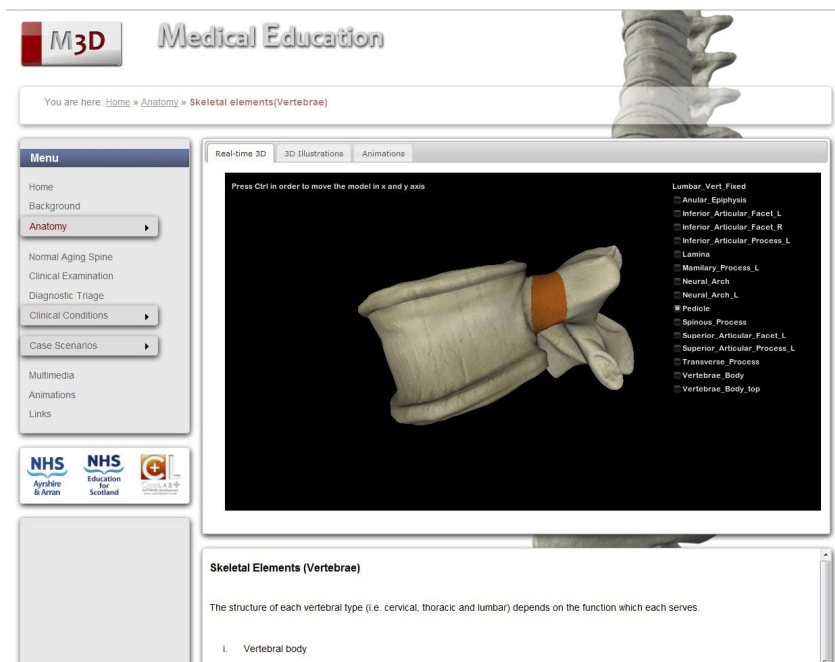 M3D
Medical Education
You are here: Home » Anatomy » Skeletal elements(Vertebrae)
Menu
Home
Background
Anatomy
Normal Aging Spine
Clinical Examination
Diagnostic Triage
Clinical Conditions
Case Scenarios
Multimedia
Animations
Links
NHS
Ayrshire
& Arran
NHS
Education
for
Scotland
Real-time 3D
3D Illustrations
Animations
Press Ctrl in order to move the model in x and y axis
Lumbar_Vert_Fixed
Anular_Epiphysis
Inferior_Articular_Facet_L
Inferior_Articular_Facet_R
Inferior_Articular_Process_L
Lamina
Mamilary_Process_L
Neural_Arch
Neural_Arch_L
Pedicle
Spinous_Process
Superior_Articular_Facet_L
Superior_Articular_Process_L
Transverse_Process
Vertebrae_Body
Vertebrae_Body_top
Skeletal Elements (Vertebrae)
The structure of each vertebral type (i.e. cervical, thoracic and lumbar) depends on the function which each serves.
i. Vertebral body